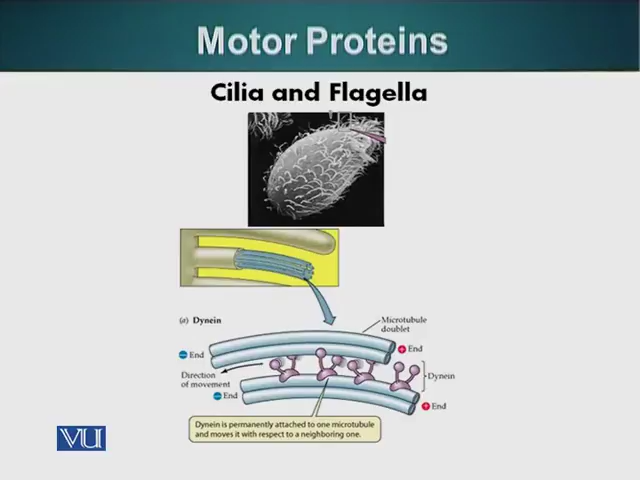 Motor Proteins
Cilia and Flagella
(a) Dynein
Microtubule
doublet
− End
+ End
Direction
of movement
Dynein
− End
+ End
Dynein is permanently attached to one microtubule
and moves it with respect to a neighboring one.
VU